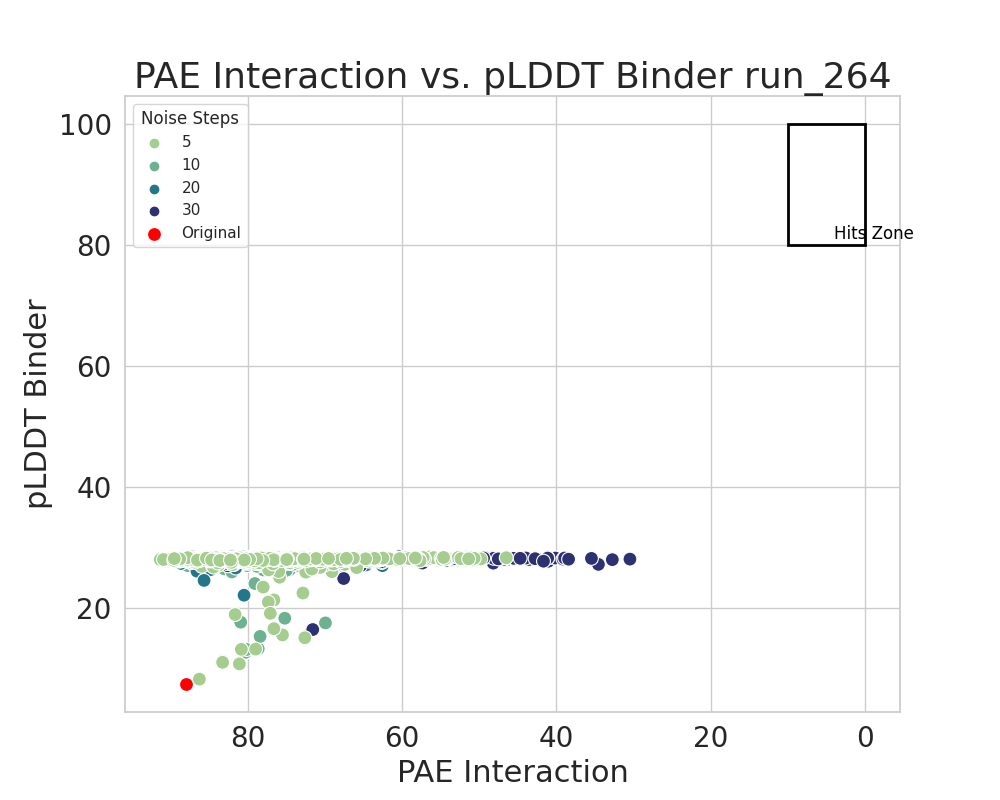 PAE Interaction vs. pLDDT Binder run_264
Noise Steps
5
10
20
30
Original
Hits Zone
100
80
60
40
20
pLDDT Binder
80
60
40
20
0
PAE Interaction